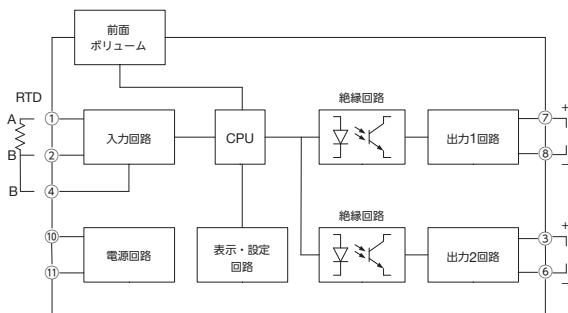 前面
ボリューム
RTD
A
①
B
②
B
④
入力回路
CPU
絶縁回路
出力1回路
+
⑦
⑧
−
⑩
⑪
電源回路
表示・設定
回路
絶縁回路
出力2回路
+
③
⑥
−